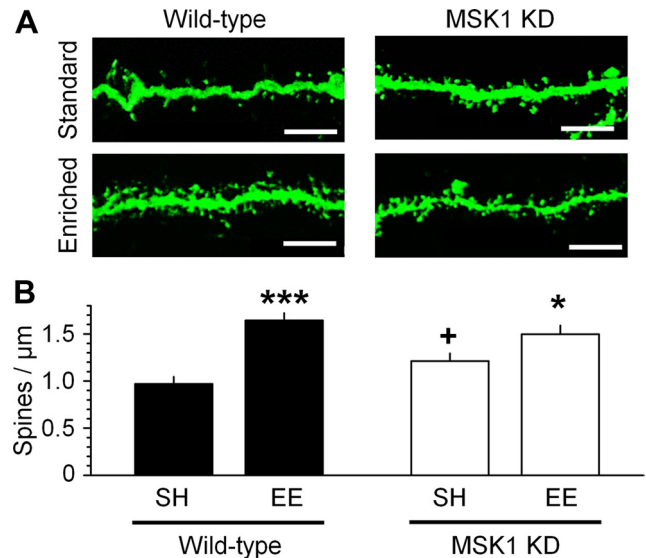 A
Wild-type
MSK1 KD
Standard
Enriched
B
Spines / µm
1.5
1.0
0.5
0
***
+
*
SH
EE
SH
EE
Wild-type
MSK1 KD